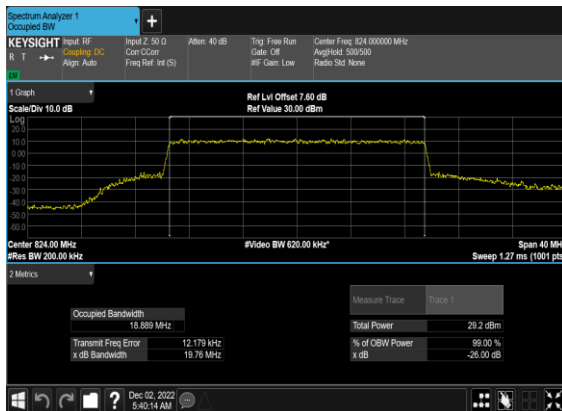 Spectrum Analyzer 1
Occupied BW
KEYSIGHT
R T
Input: RF
Coupling: DC
Align: Auto
Input Z: 50 Ω
Corr CCorr
Freq Ref: Int (S)
Atten: 40 dB
Trig: Free Run
Gate: Off
#IF Gain: Low
Center Freq: 824.000000 MHz
Avg|Hold: 500/500
Radio Std: None
1 Graph
Scale/Div 10.0 dB
Ref Lvl Offset 7.60 dB
Ref Value 30.00 dBm
Log
20.0
10.0
0.00
-10.0
-20.0
-30.0
-40.0
-50.0
-60.0
Center 824.00 MHz
#Res BW 200.00 kHz
#Video BW 620.00 kHz*
Span 40 MH
Sweep 1.27 ms (1001 pts
2 Metrics
Occupied Bandwidth
18.889 MHz
Transmit Freq Error 12.179 kHz
x dB Bandwidth 19.76 MHz
Measure Trace Trace 1
Total Power 29.2 dBm
% of OBW Power 99.00 %
x dB -26.00 dB
Dec 02, 2022
5:40:14 AM